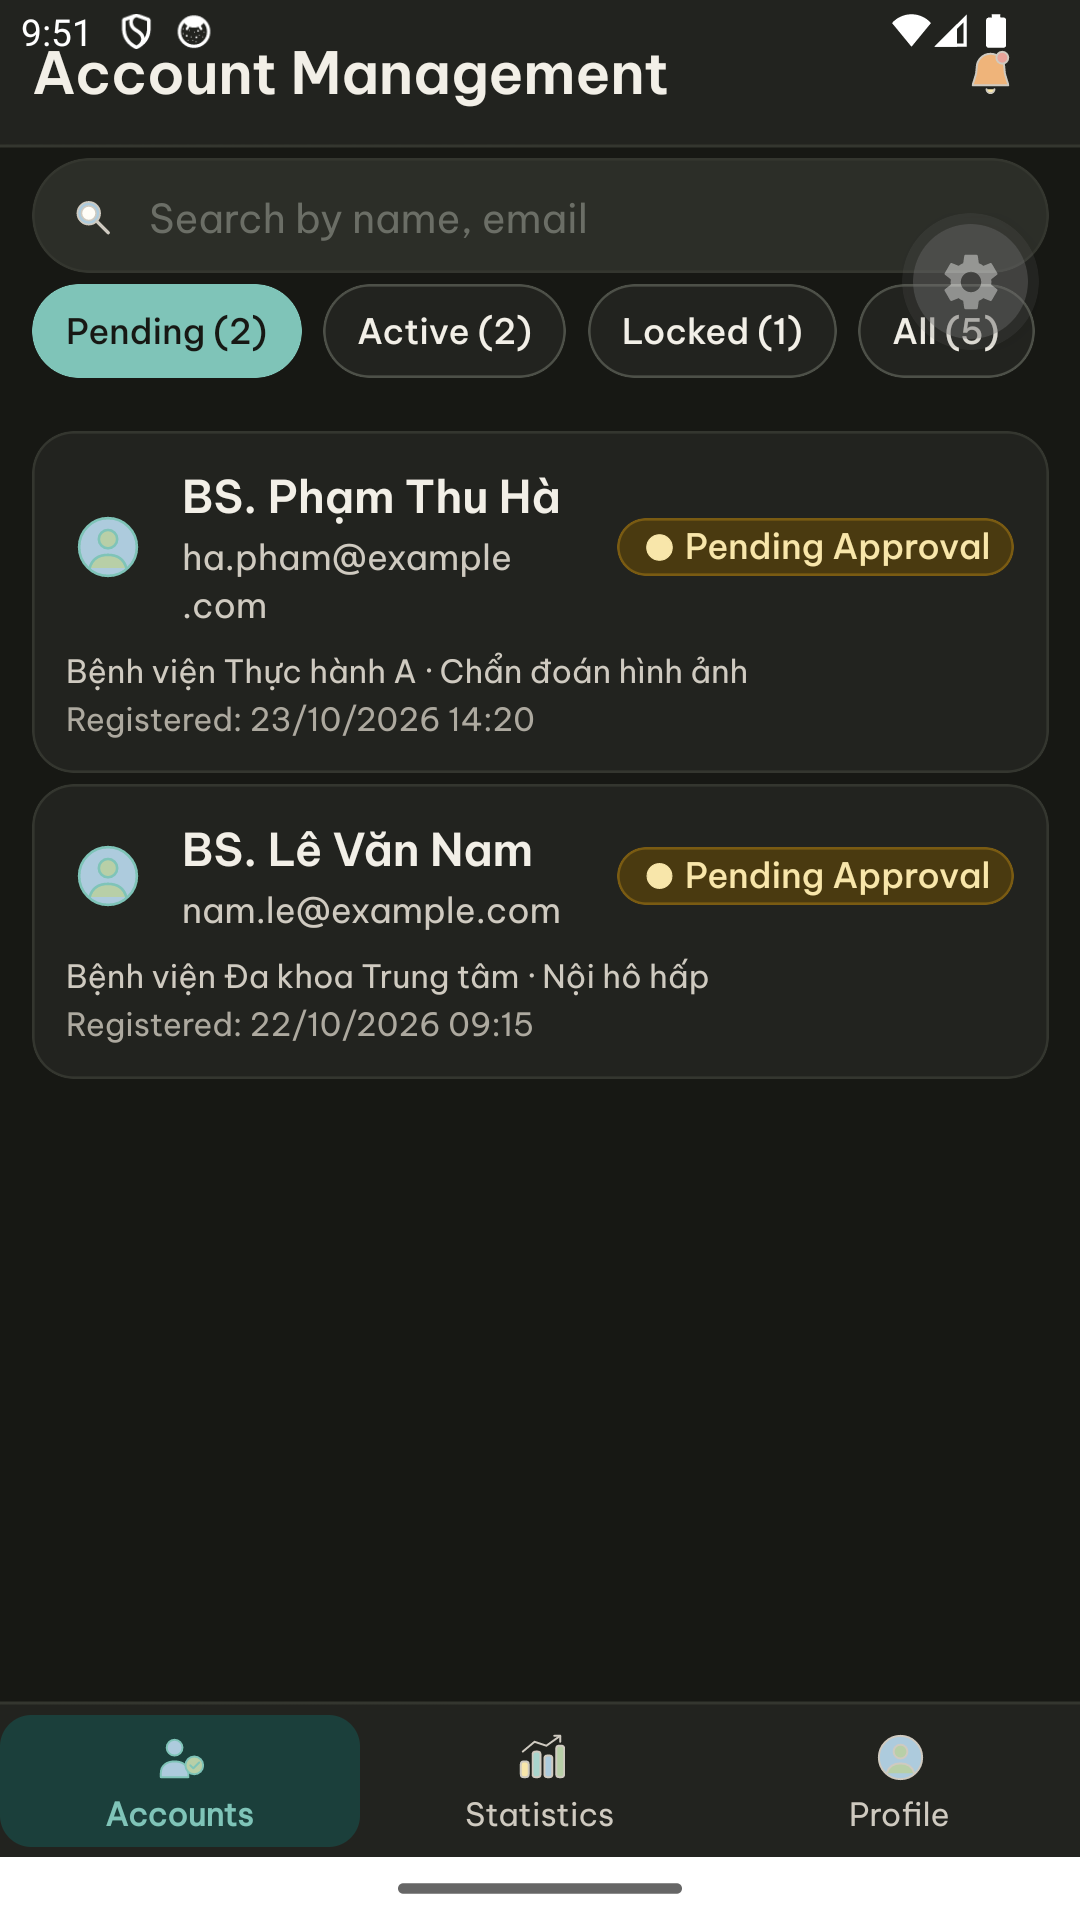 9:51
Account Management
Search by name, email
Pending (2)
Active (2)
Locked (1)
All (5)
BS. Phạm Thu Hà
ha.pham@example
.com
Pending Approval
Bệnh viện Thực hành A · Chẩn đoán hình ảnh
Registered: 23/10/2026 14:20
BS. Lê Văn Nam
nam.le@example.com
Pending Approval
Bệnh viện Đa khoa Trung tâm · Nội hô hấp
Registered: 22/10/2026 09:15
Accounts
Statistics
Profile